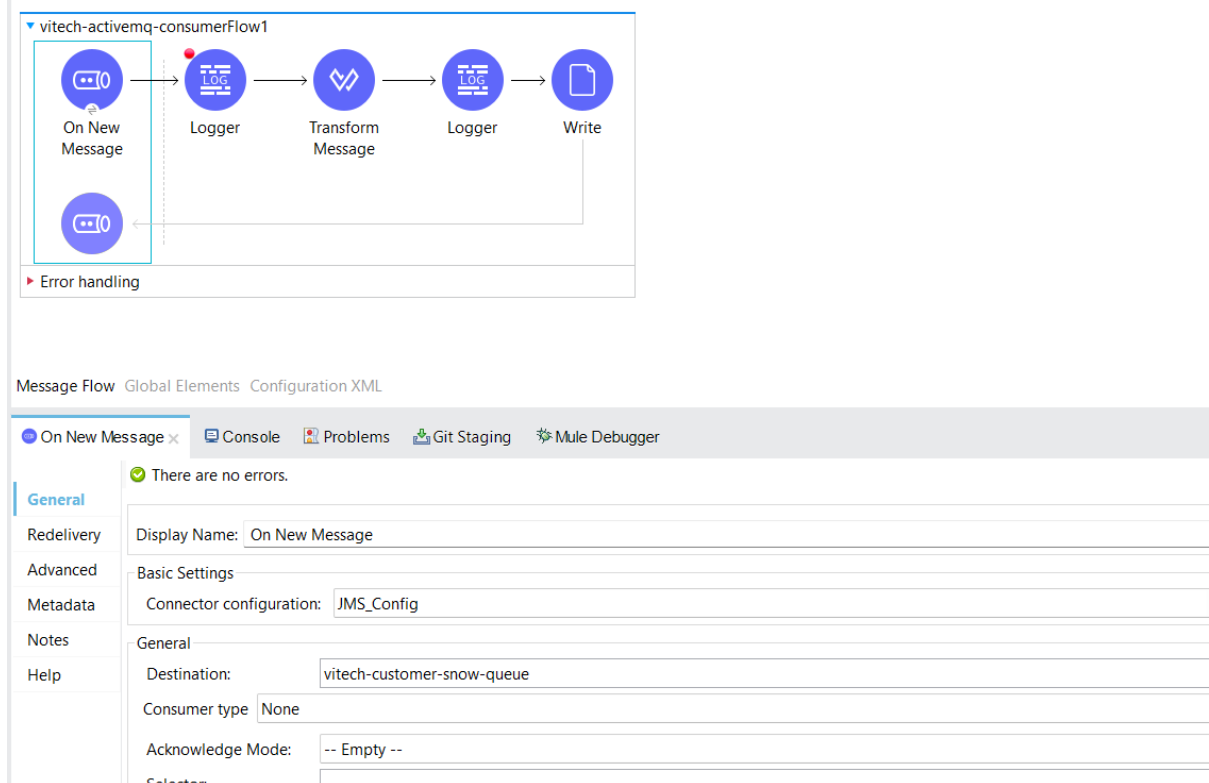 vitech-activemq-consumerFlow1
LOG
LOG
On New Message
Logger
Transform Message
Logger
Write
Error handling
Message Flow Global Elements Configuration XML
On New Message Console Problems Git Staging Mule Debugger
There are no errors.
General
Redelivery
Advanced
Metadata
Notes
Help
Display Name: On New Message
Basic Settings
Connector configuration: JMS_Config
General
Destination: vitech-customer-snow-queue
Consumer type None
Acknowledge Mode: -- Empty --